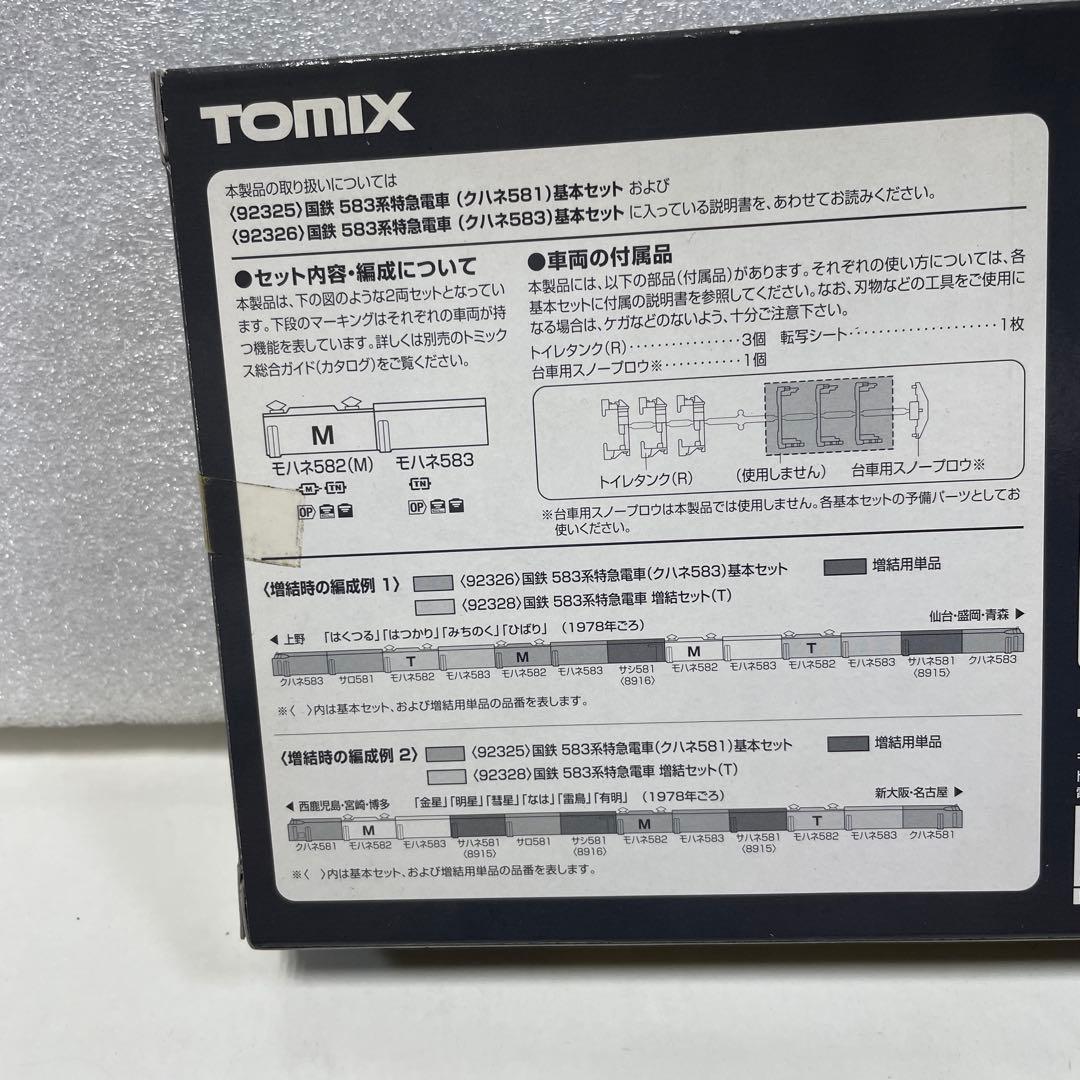 TOMIX
本製品の取り扱いについては
〈92325〉国鉄 583系特急電車 (クハネ581)基本セット および
〈92326〉国鉄 583系特急電車 (クハネ583)基本セット に入っている説明書を、あわせてお読みください。
●セット内容・編成について
本製品は、下の図のような2両セットとなってい
ます。下段のマーキングはそれぞれの車両が持
つ機能を表しています。詳しくは別売のトミック
ス総合ガイド(カタログ)をご覧ください。
M
モハネ582(M) モハネ583
M TN TN
OP OP
●車両の付属品
本製品には、以下の部品(付属品)があります。それぞれの使い方については、各
基本セットに付属の説明書を参照してください。なお、刃物などの工具をご使用に
なる場合は、ケガなどのないよう、十分ご注意下さい。
トイレタンク(R)・・・・・・・・・・・・・・・・3個 転写シート・・・・・・・・・・・・・・・・・・・・・1枚
台車用スノープロウ※・・・・・・・・・・・1個
トイレタンク(R) (使用しません) 台車用スノープロウ※
※台車用スノープロウは本製品では使用しません。各基本セットの予備パーツとしてお
使いください。
〈増結時の編成例 1〉 〈92326〉国鉄 583系特急電車(クハネ583)基本セット 増結用単品
〈92328〉国鉄 583系特急電車 増結セット(T)
◀ 上野 「はくつる」「はつかり」「みちのく」「ひばり」 (1978年ごろ) 仙台・盛岡・青森 ▶
T M M T
クハネ583 サロ581 モハネ582 モハネ583 モハネ582 モハネ583 サシ581 モハネ582 モハネ583 モハネ582 モハネ583 サハネ581 クハネ583
〈8916〉 〈8915〉
※〈 〉内は基本セット、および増結用単品の品番を表します。
〈増結時の編成例 2〉 〈92325〉国鉄 583系特急電車(クハネ581)基本セット 増結用単品
〈92328〉国鉄 583系特急電車 増結セット(T)
◀ 西鹿児島・宮崎・博多 「金星」「明星」「彗星」「なは」「雷鳥」「有明」 (1978年ごろ) 新大阪・名古屋 ▶
M M T
クハネ581 モハネ582 モハネ583 サハネ581 サロ581 サシ581 モハネ582 モハネ583 サハネ581 モハネ582 モハネ583 クハネ581
〈8915〉 〈8916〉 〈8915〉
※〈 〉内は基本セット、および増結用単品の品番を表します。